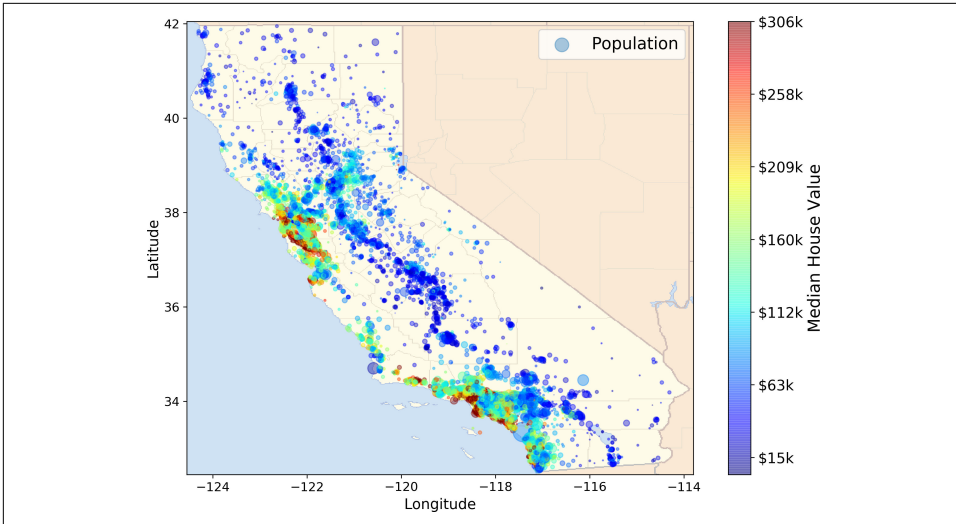 42
40
38
36
34
Latitude
−124
−122
−120
−118
−116
−114
Longitude
Population
$306k
$258k
$209k
$160k
$112k
$63k
$15k
Median House Value